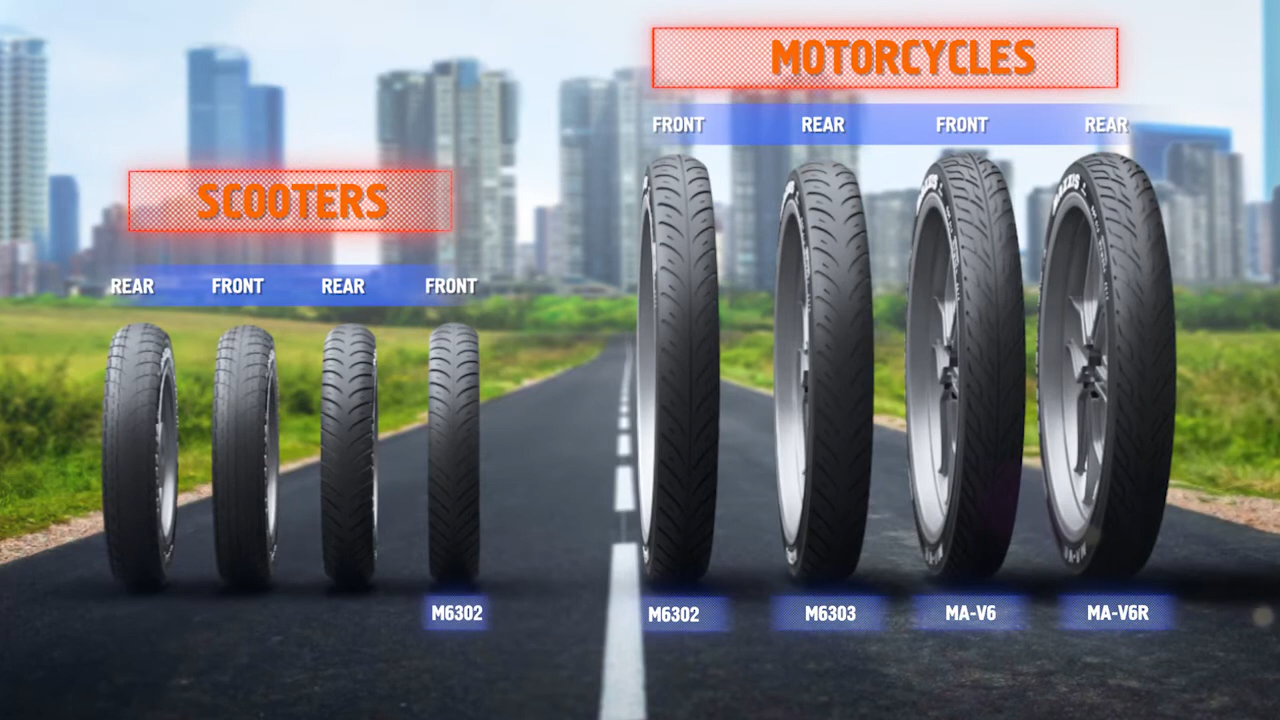 MOTORCYCLES
FRONT REAR FRONT REAR
SCOOTERS
REAR FRONT REAR FRONT
M6302
M6302 M6303 MA-V6 MA-V6R